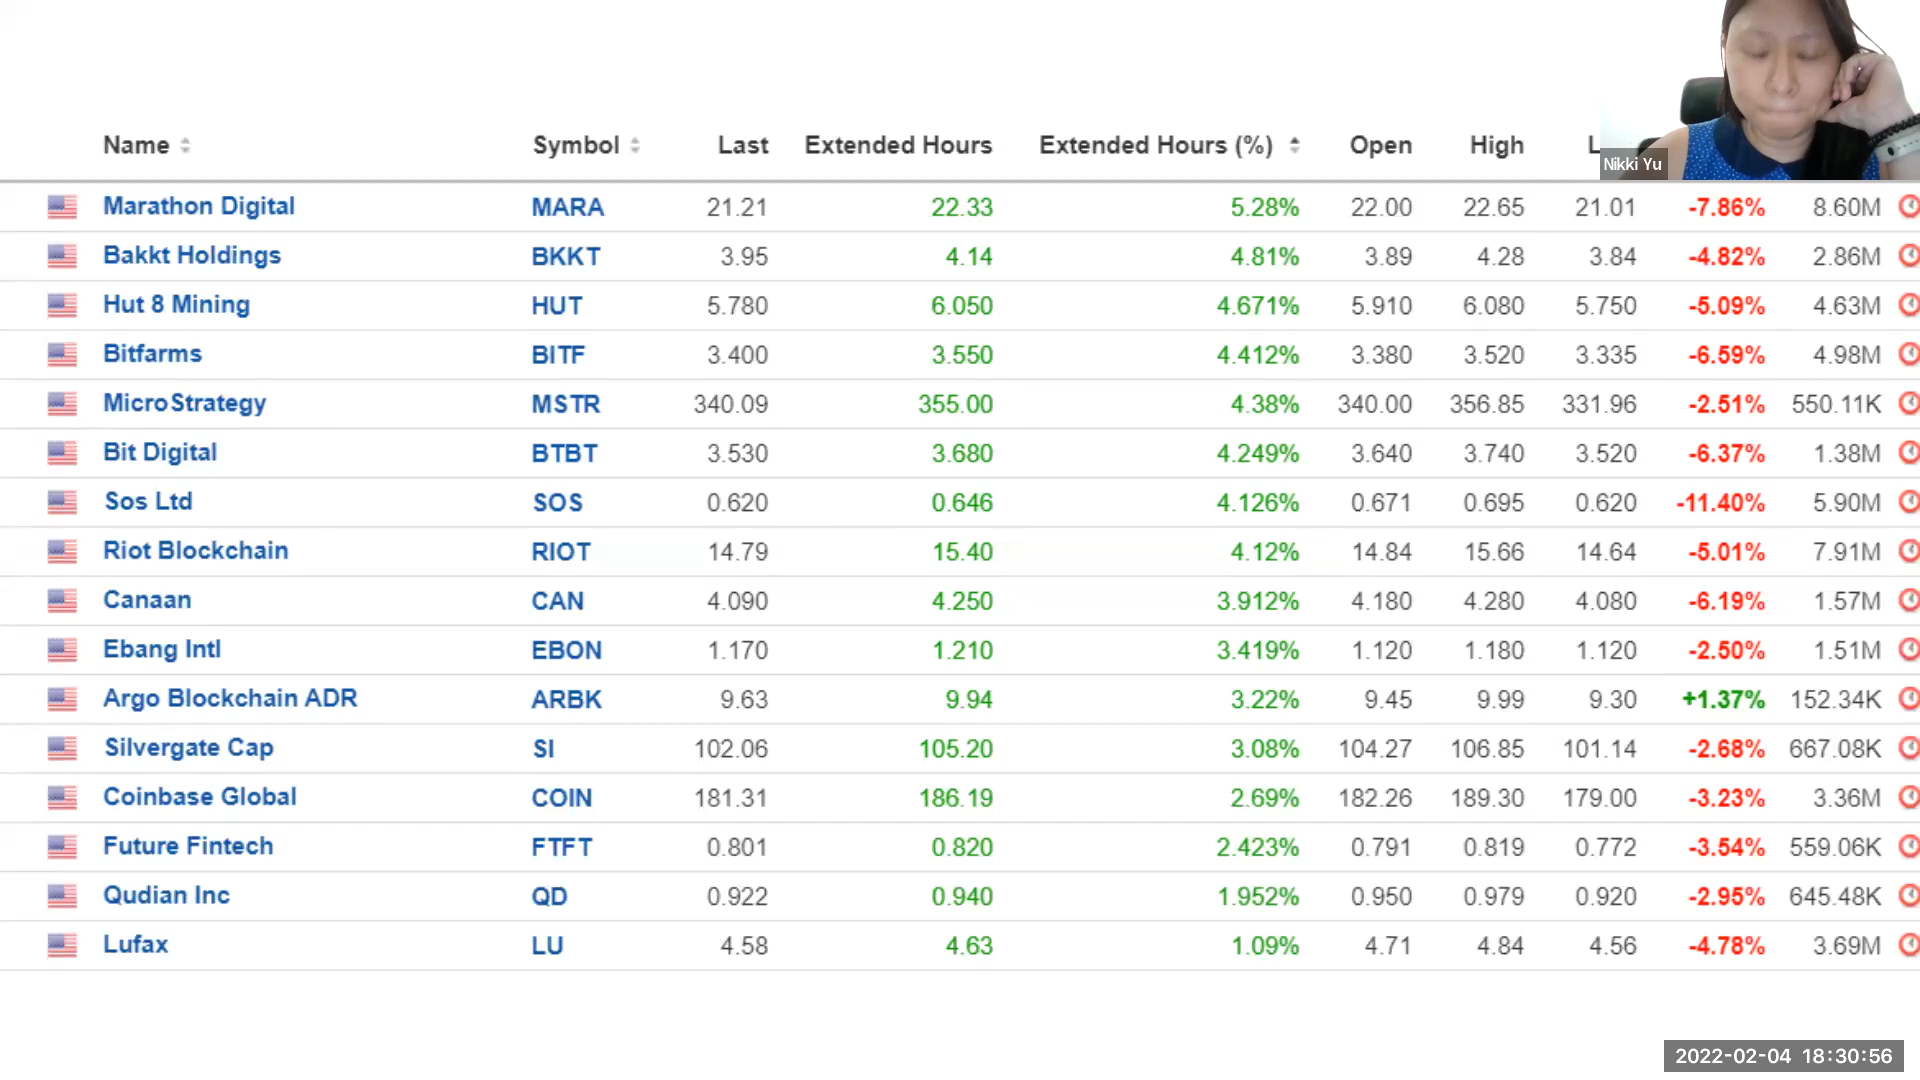 Name Symbol Last Extended Hours Extended Hours (%) Open High L
Nikki Yu
Marathon Digital MARA 21.21 22.33 5.28% 22.00 22.65 21.01 -7.86% 8.60M
Bakkt Holdings BKKT 3.95 4.14 4.81% 3.89 4.28 3.84 -4.82% 2.86M
Hut 8 Mining HUT 5.780 6.050 4.671% 5.910 6.080 5.750 -5.09% 4.63M
Bitfarms BITF 3.400 3.550 4.412% 3.380 3.520 3.335 -6.59% 4.98M
MicroStrategy MSTR 340.09 355.00 4.38% 340.00 356.85 331.96 -2.51% 550.11K
Bit Digital BTBT 3.530 3.680 4.249% 3.640 3.740 3.520 -6.37% 1.38M
Sos Ltd SOS 0.620 0.646 4.126% 0.671 0.695 0.620 -11.40% 5.90M
Riot Blockchain RIOT 14.79 15.40 4.12% 14.84 15.66 14.64 -5.01% 7.91M
Canaan CAN 4.090 4.250 3.912% 4.180 4.280 4.080 -6.19% 1.57M
Ebang Intl EBON 1.170 1.210 3.419% 1.120 1.180 1.120 -2.50% 1.51M
Argo Blockchain ADR ARBK 9.63 9.94 3.22% 9.45 9.99 9.30 +1.37% 152.34K
Silvergate Cap SI 102.06 105.20 3.08% 104.27 106.85 101.14 -2.68% 667.08K
Coinbase Global COIN 181.31 186.19 2.69% 182.26 189.30 179.00 -3.23% 3.36M
Future Fintech FTFT 0.801 0.820 2.423% 0.791 0.819 0.772 -3.54% 559.06K
Qudian Inc QD 0.922 0.940 1.952% 0.950 0.979 0.920 -2.95% 645.48K
Lufax LU 4.58 4.63 1.09% 4.71 4.84 4.56 -4.78% 3.69M
2022-02-04 18:30:56